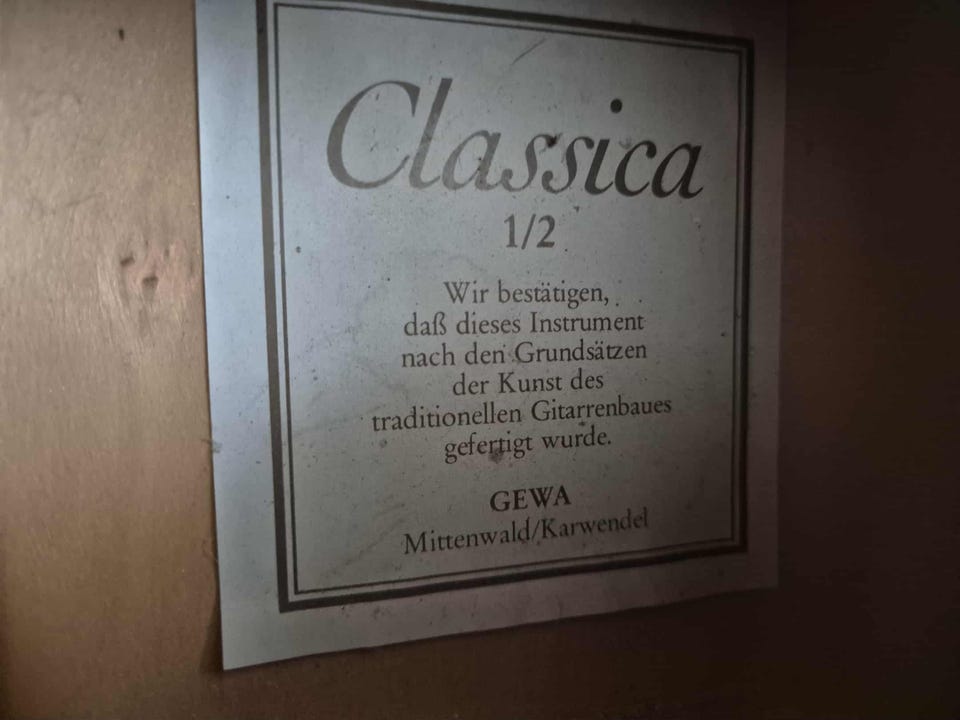 Classica
1/2
Wir bestätigen,
daß dieses Instrument
nach den Grundsätzen
der Kunst des
traditionellen Gitarrenbaues
gefertigt wurde.
GEWA
Mittenwald/Karwendel